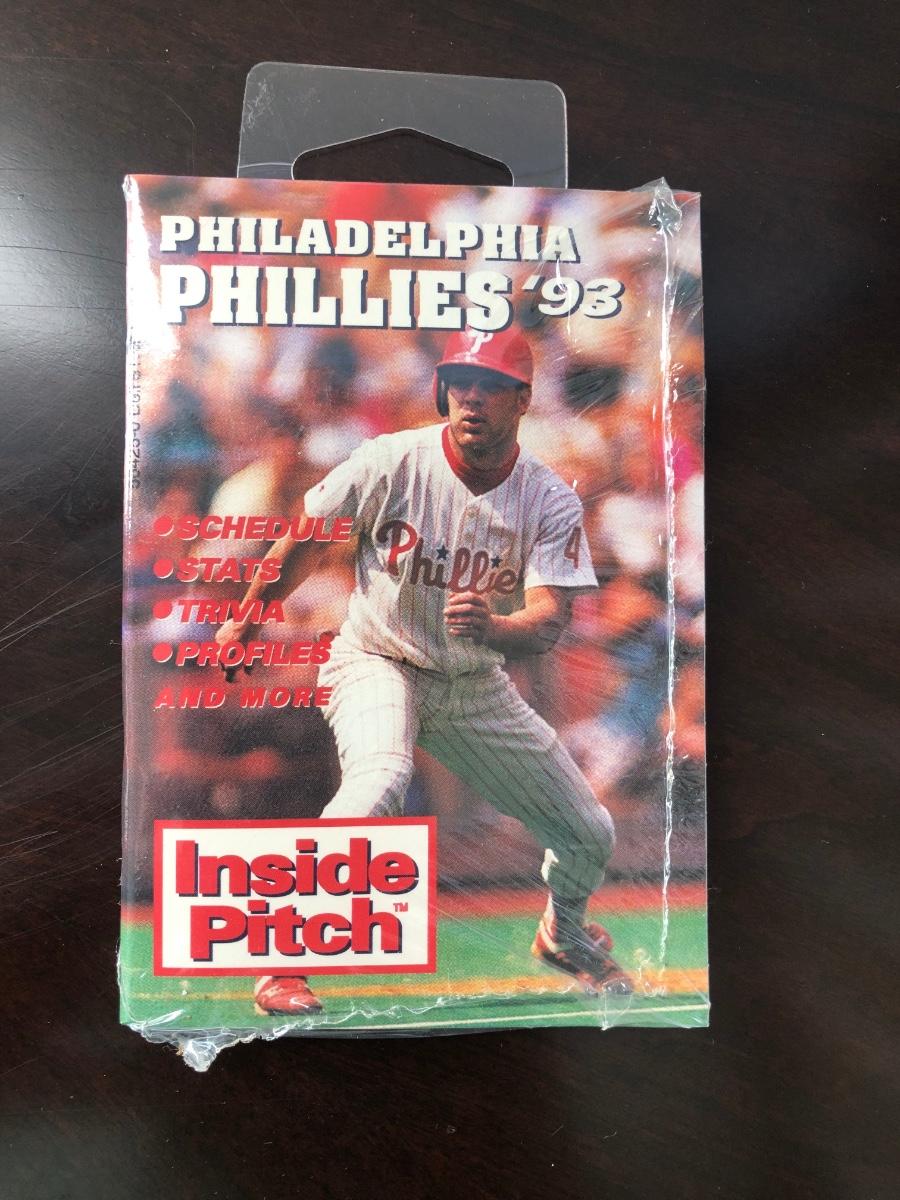 PHILADELPHIA
PHILLIES '93
P
Phillies
4
•SCHEDULE
•STATS
•TRIVIA
•PROFILES
AND MORE
Inside
Pitch™